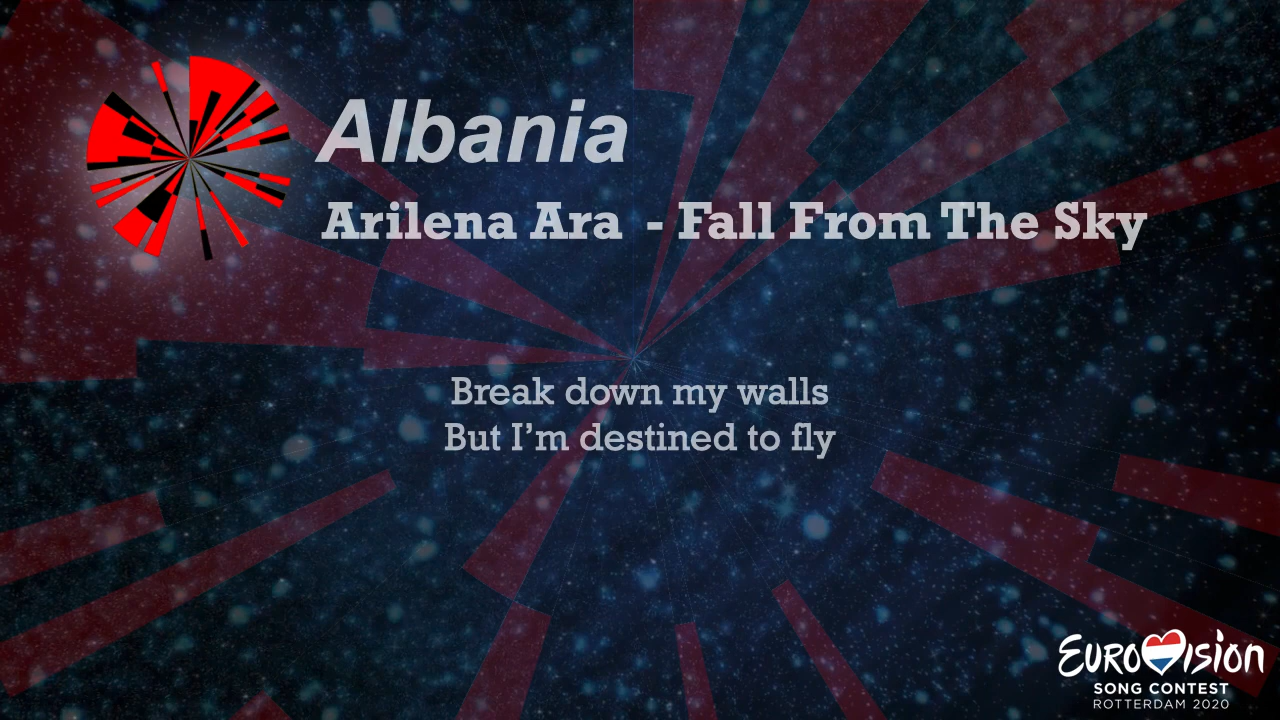 Albania
Arilena Ara - Fall From The Sky
Break down my walls
But I'm destined to fly
EUROVISION
SONG CONTEST
ROTTERDAM 2020